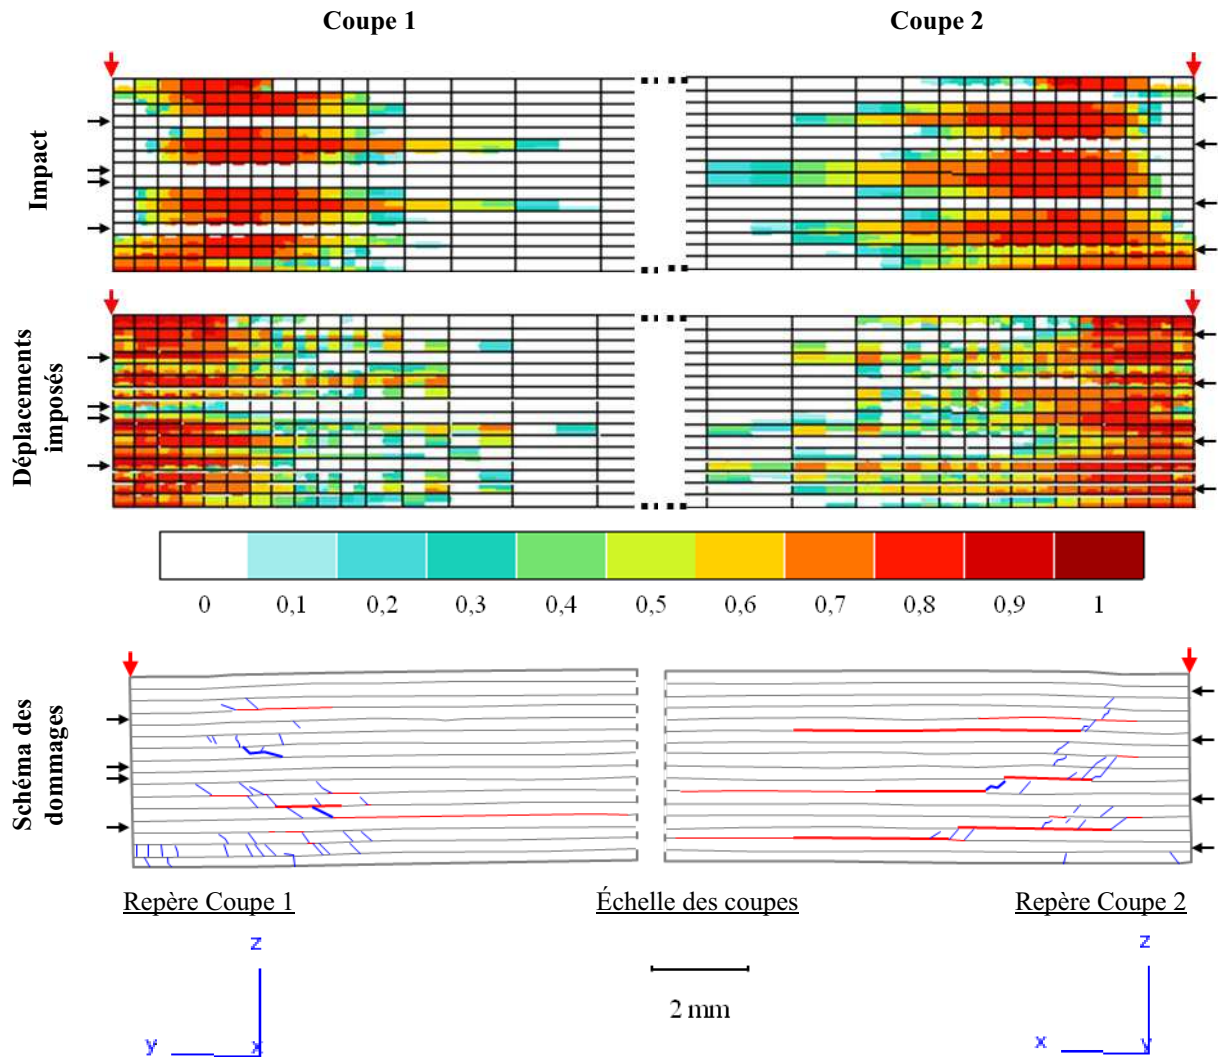 Coupe 1
Coupe 2
Impact
Déplacements
imposés
0
0,1
0,2
0,3
0,4
0,5
0,6
0,7
0,8
0,9
1
Schéma des
dommages
Repère Coupe 1
Échelle des coupes
Repère Coupe 2
z
y
x
2 mm
z
x
y